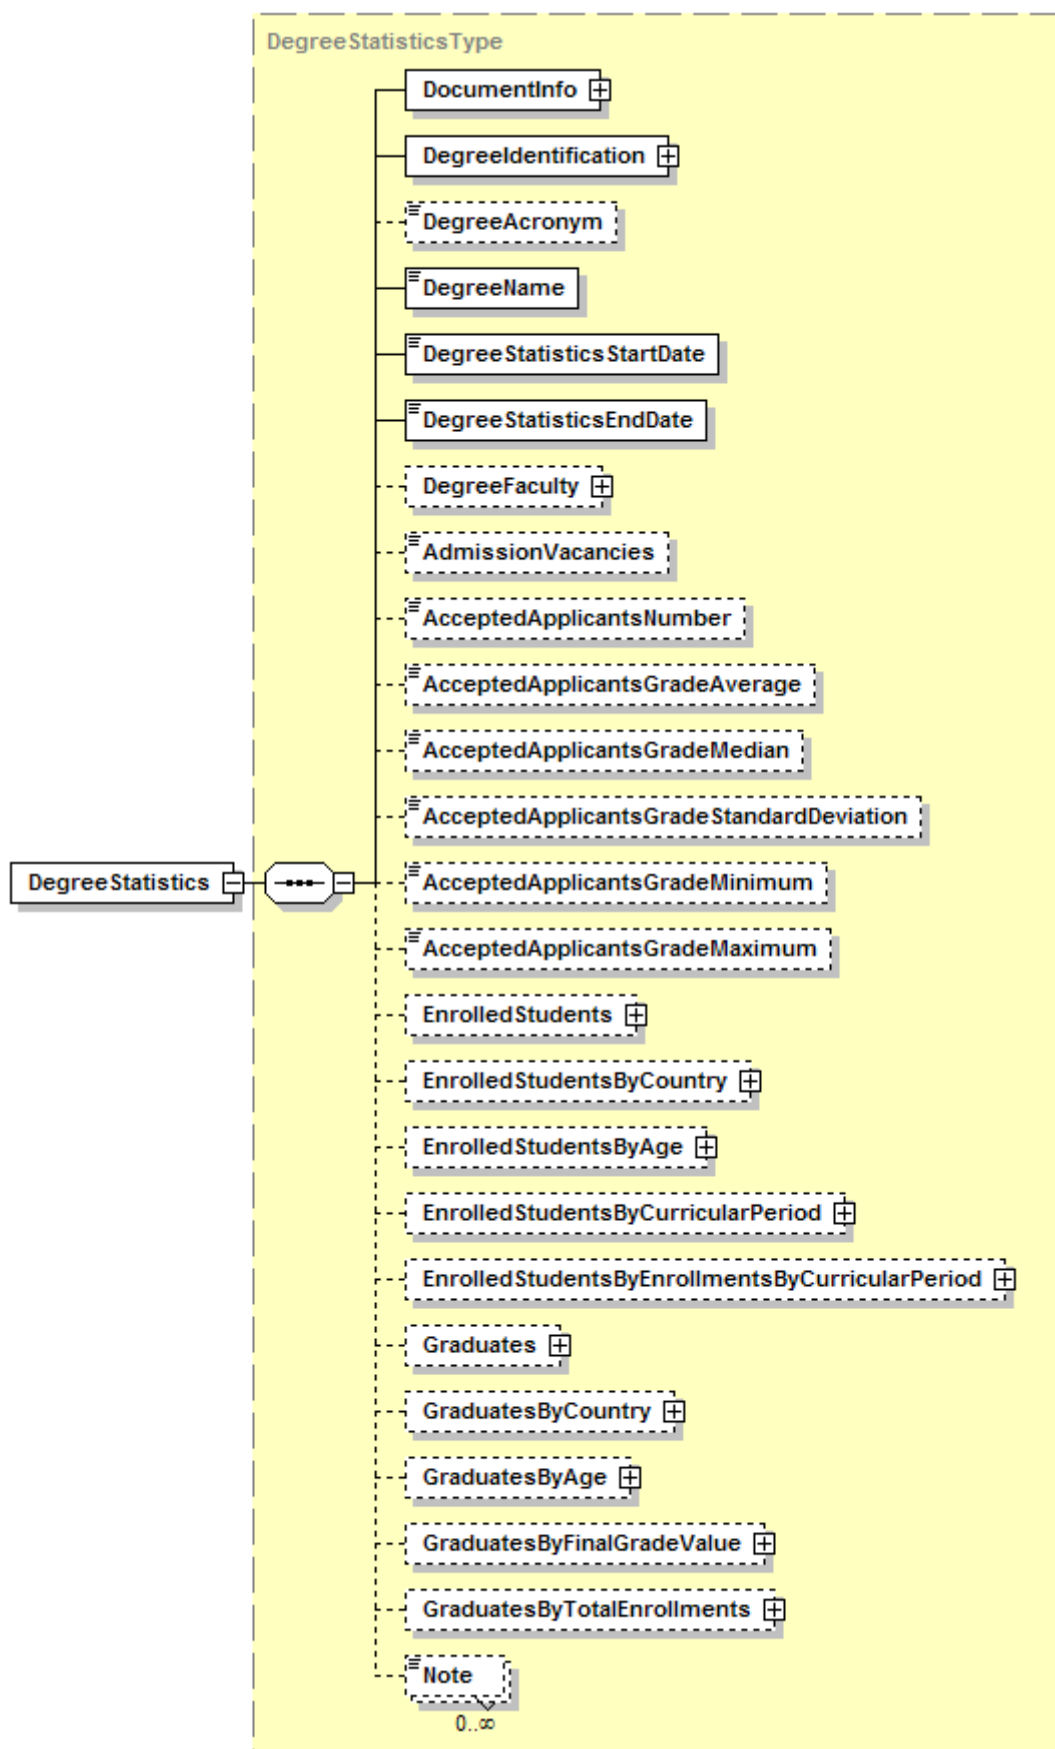 DegreeStatisticsType
DocumentInfo
DegreeIdentification
DegreeAcronym
DegreeName
DegreeStatisticsStartDate
DegreeStatisticsEndDate
DegreeFaculty
AdmissionVacancies
AcceptedApplicantsNumber
AcceptedApplicantsGradeAverage
AcceptedApplicantsGradeMedian
AcceptedApplicantsGradeStandardDeviation
DegreeStatistics
AcceptedApplicantsGradeMinimum
AcceptedApplicantsGradeMaximum
EnrolledStudents
EnrolledStudentsByCountry
EnrolledStudentsByAge
EnrolledStudentsByCurricularPeriod
EnrolledStudentsByEnrollmentsByCurricularPeriod
Graduates
GraduatesByCountry
GraduatesByAge
GraduatesByFinalGradeValue
GraduatesByTotalEnrollments
Note
0..∞